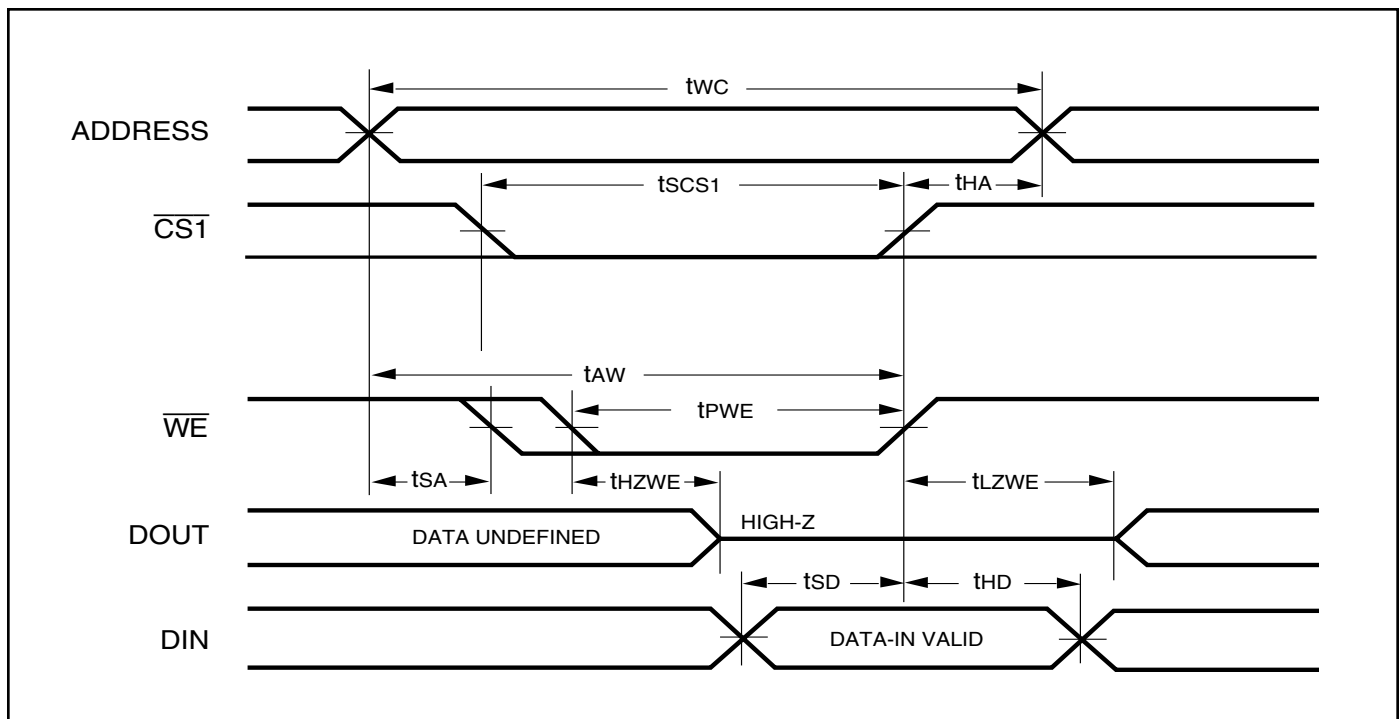 tWC
ADDRESS
tSCS1
tHA
CS1
tAW
WE
tPWE
tSA
tHZWE
tLZWE
DOUT
DATA UNDEFINED
HIGH-Z
tSD
tHD
DIN
DATA-IN VALID